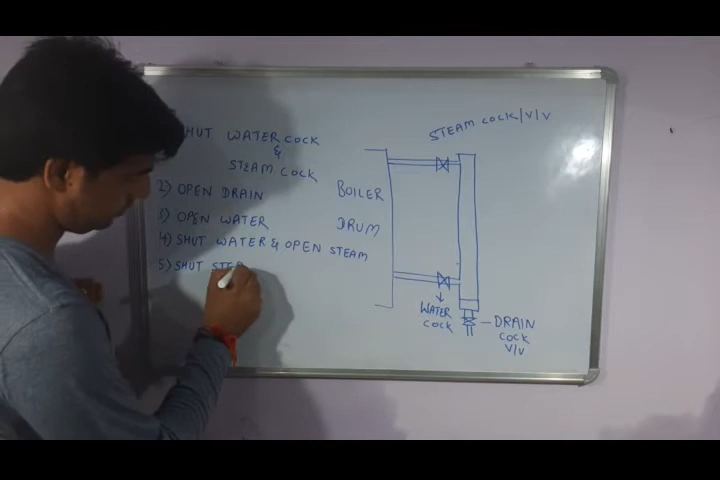 SHUT WATER COCK
&
STEAM COCK
2) OPEN DRAIN
3) OPEN WATER
4) SHUT WATER & OPEN STEAM
5) SHUT STEA
STEAM COCK/V/V
BOILER
DRUM
WATER
COCK
DRAIN
COCK
V/V